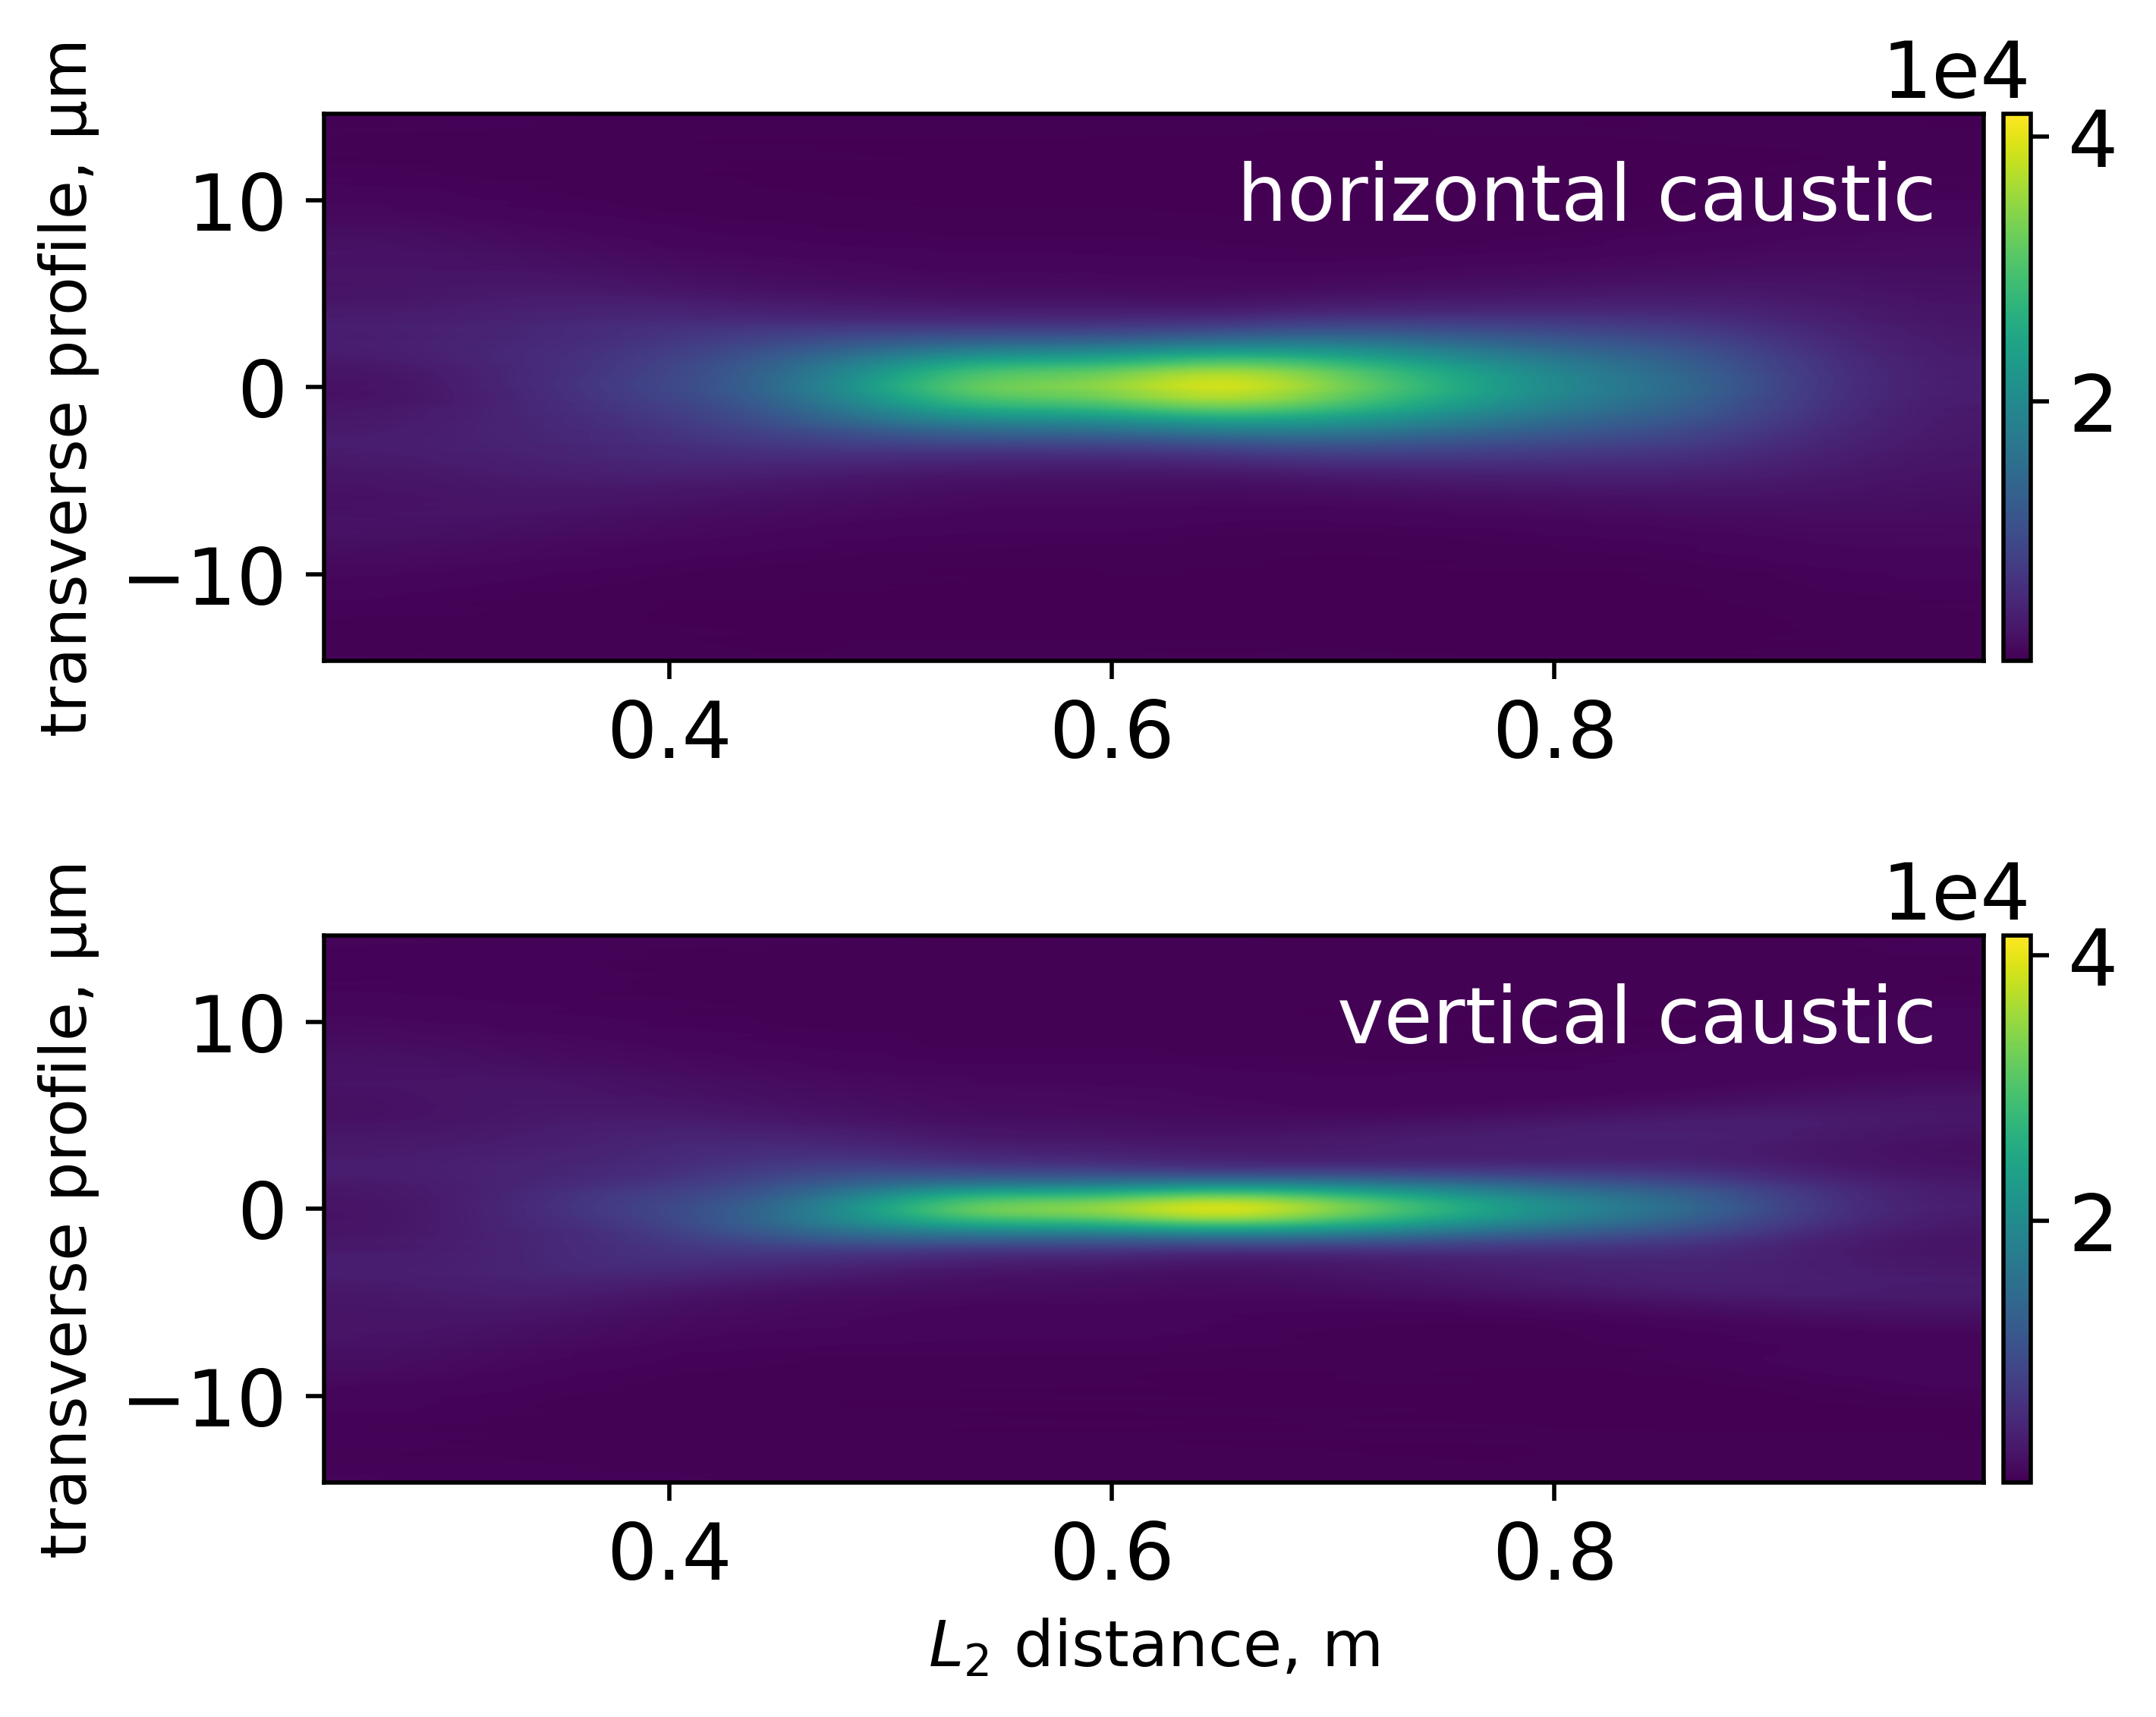 1e4
transverse profile, µm
10
0
−10
horizontal caustic
4
2
0.4 0.6 0.8
1e4
transverse profile, µm
10
0
−10
vertical caustic
4
2
0.4 0.6 0.8
L₂ distance, m